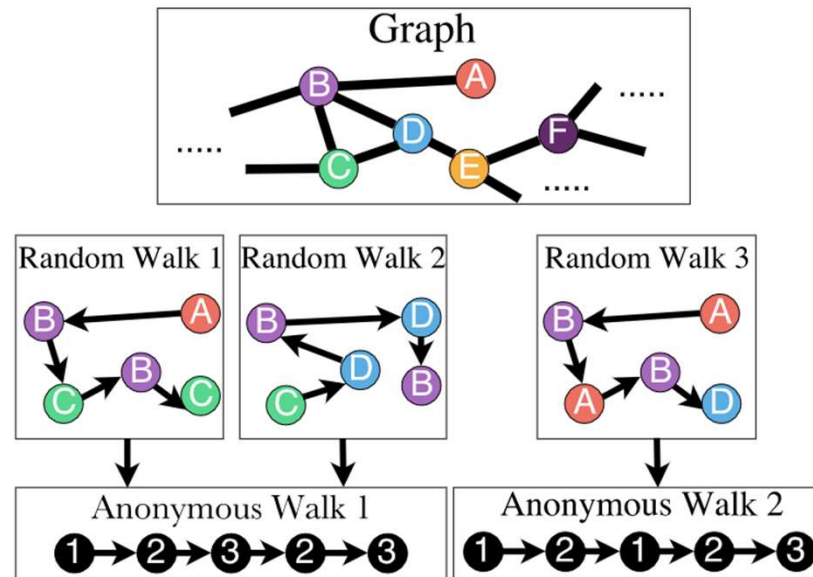 Graph
B
A
.....
D
F
.....
C
E
.....
Random Walk 1
B
A
C
B
C
Random Walk 2
B
D
D
C
B
Random Walk 3
B
A
A
B
D
Anonymous Walk 1
1 2 3 2 3
Anonymous Walk 2
1 2 1 2 3